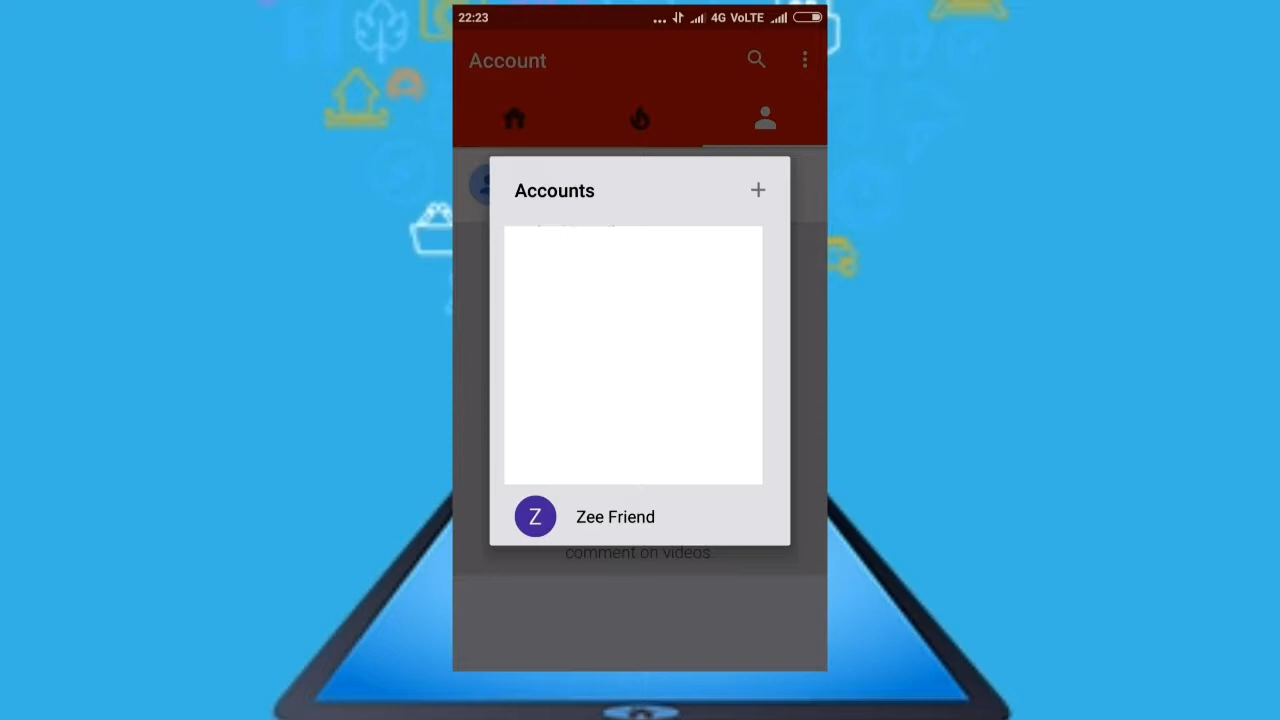 22:23
... 4G VoLTE
Account
Accounts
Z
Zee Friend
comment on videos